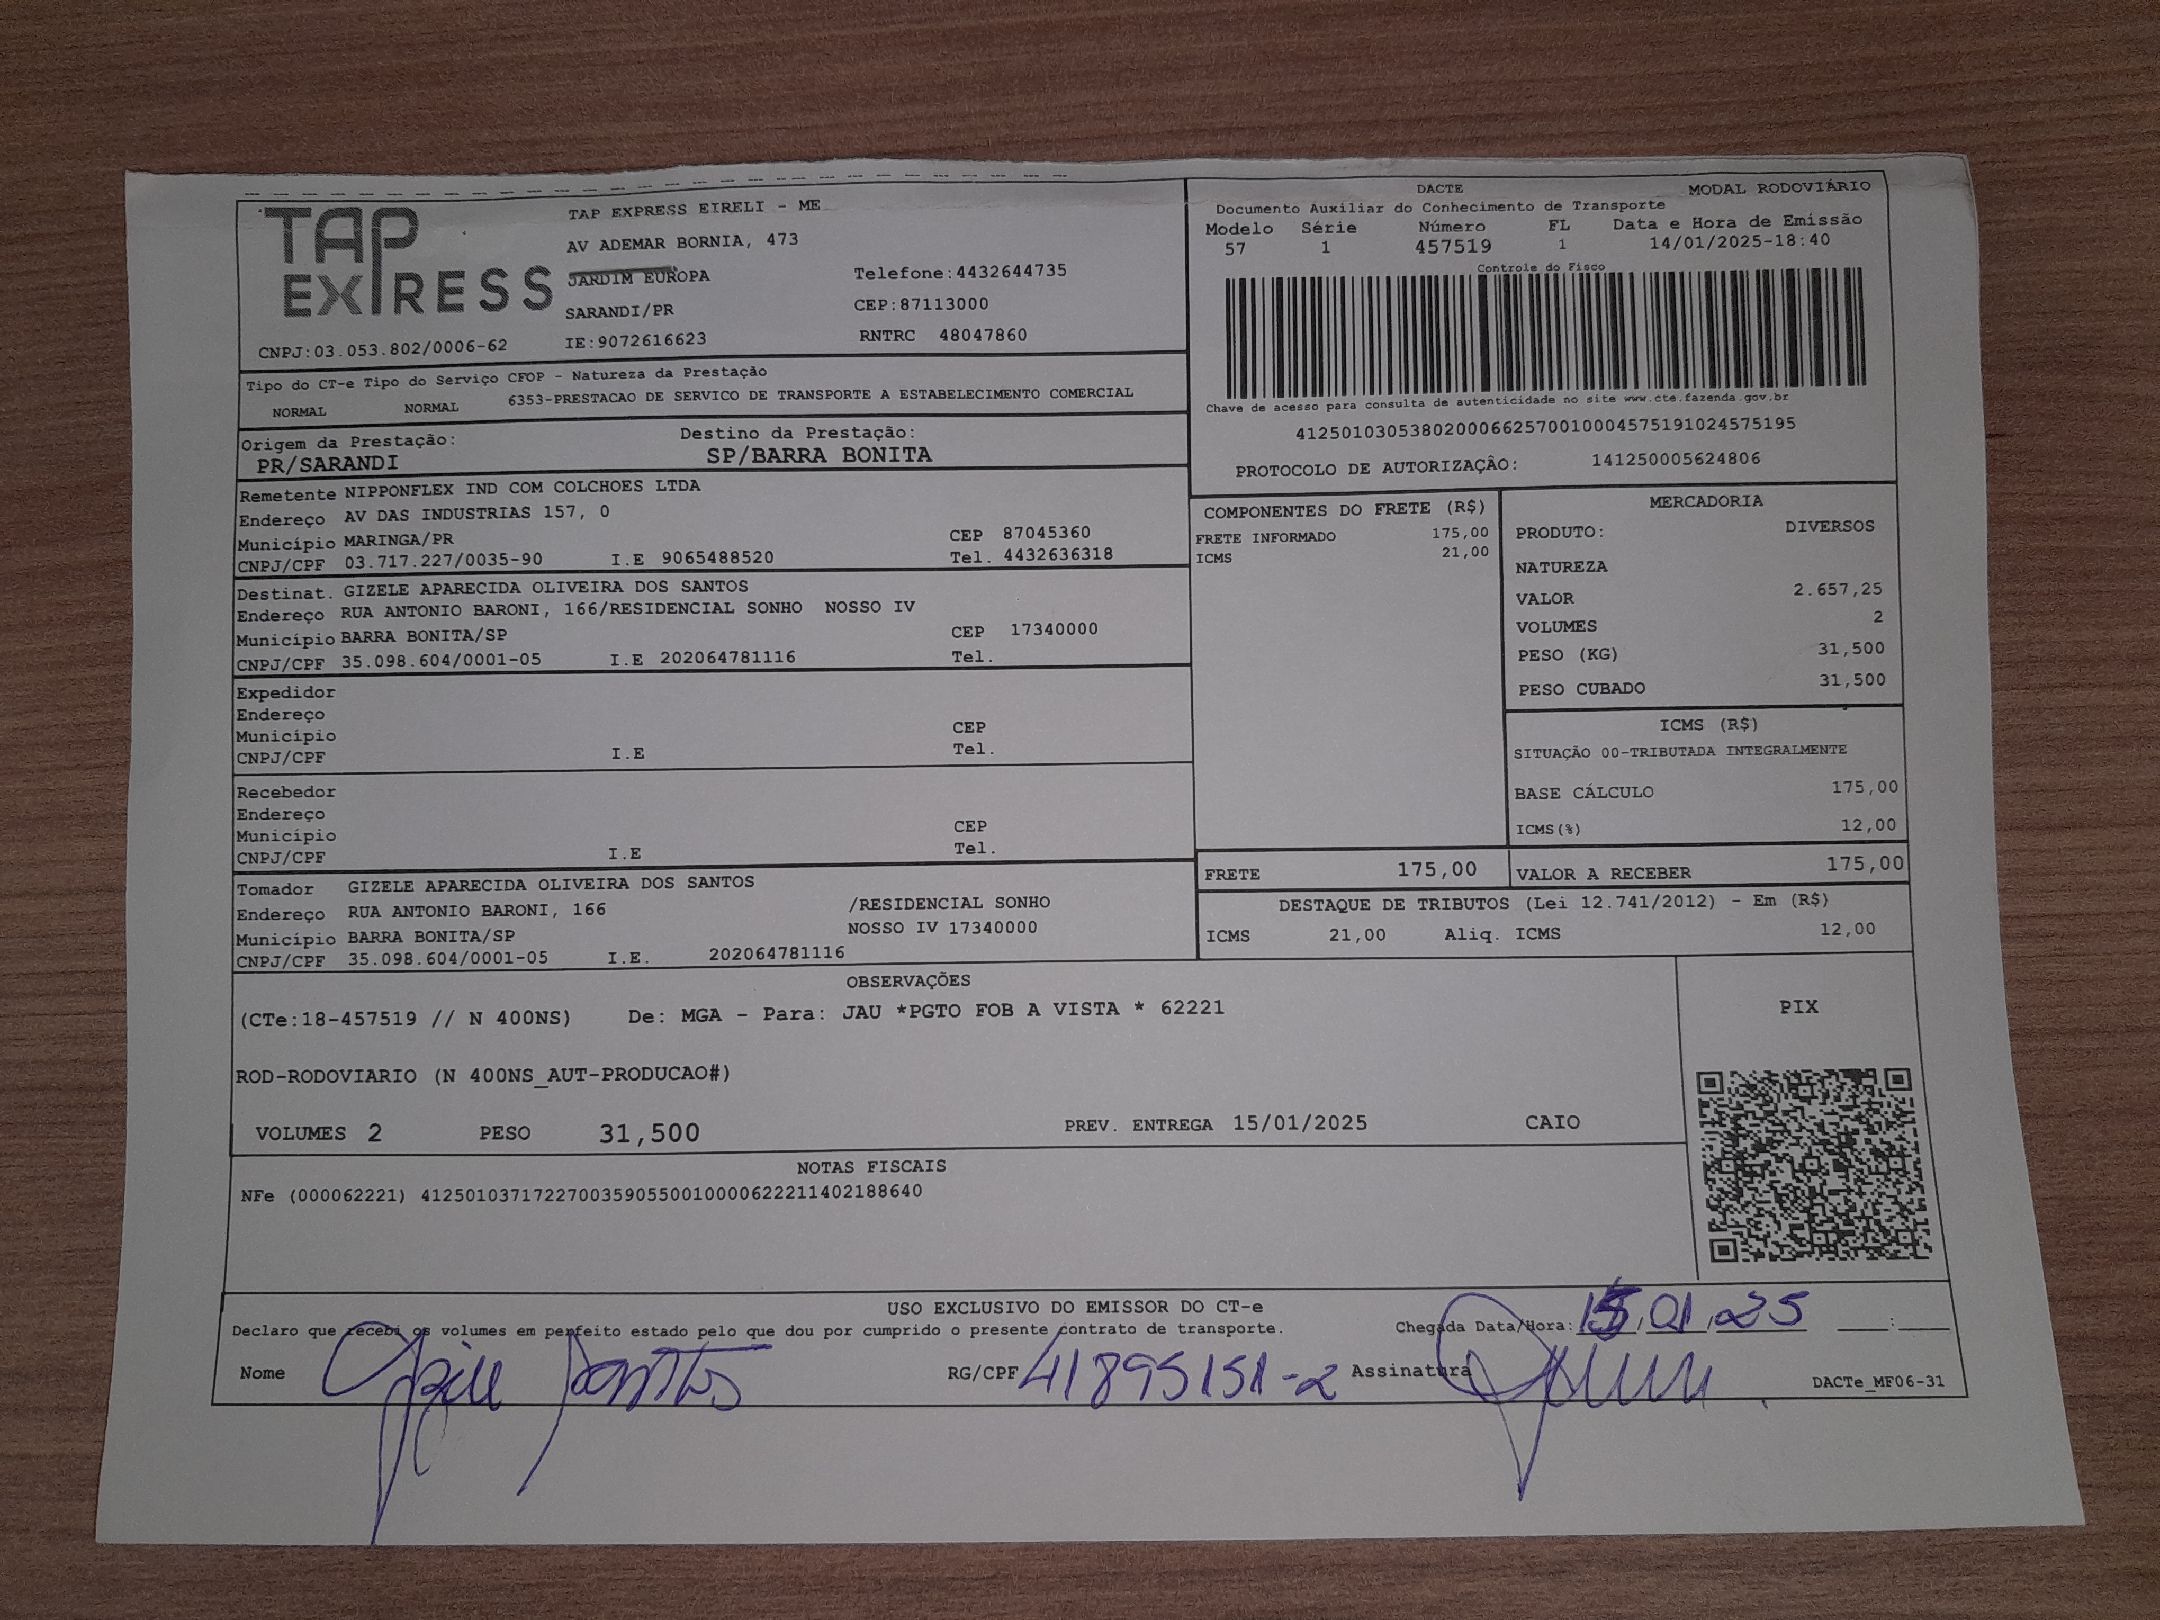 TAP EXPRESS
TAP EXPRESS EIRELI - ME
AV ADEMAR BORNIA, 473
JARDIM EUROPA Telefone:4432644735
SARANDI/PR CEP:87113000
CNPJ:03.053.802/0006-62 IE:9072616623 RNTRC 48047860
DACTE MODAL RODOVIÁRIO
Documento Auxiliar do Conhecimento de Transporte
Modelo Série Número FL Data e Hora de Emissão
57 1 457519 1 14/01/2025-18:40
Controle do Fisco
Chave de acesso para consulta de autenticidade no site www.cte.fazenda.gov.br
41250103053802000662570010004575191024575195
PROTOCOLO DE AUTORIZAÇÂO: 141250005624806
Tipo do CT-e Tipo do Serviço CFOP - Natureza da Prestação
NORMAL NORMAL 6353-PRESTACAO DE SERVICO DE TRANSPORTE A ESTABELECIMENTO COMERCIAL
Origem da Prestação: Destino da Prestação:
PR/SARANDI SP/BARRA BONITA
Remetente NIPPONFLEX IND COM COLCHOES LTDA
Endereço AV DAS INDUSTRIAS 157, 0
Município MARINGA/PR CEP 87045360
CNPJ/CPF 03.717.227/0035-90 I.E 9065488520 Tel. 4432636318
Destinat. GIZELE APARECIDA OLIVEIRA DOS SANTOS
Endereço RUA ANTONIO BARONI, 166/RESIDENCIAL SONHO NOSSO IV
Município BARRA BONITA/SP CEP 17340000
CNPJ/CPF 35.098.604/0001-05 I.E 202064781116 Tel.
Expedidor
Endereço
Município CEP
CNPJ/CPF I.E Tel.
Recebedor
Endereço
Município CEP
CNPJ/CPF I.E Tel.
Tomador GIZELE APARECIDA OLIVEIRA DOS SANTOS
Endereço RUA ANTONIO BARONI, 166 /RESIDENCIAL SONHO
Município BARRA BONITA/SP NOSSO IV 17340000
CNPJ/CPF 35.098.604/0001-05 I.E. 202064781116
COMPONENTES DO FRETE (R$)
FRETE INFORMADO 175,00
ICMS 21,00
MERCADORIA
PRODUTO: DIVERSOS
NATUREZA
VALOR 2.657,25
VOLUMES 2
PESO (KG) 31,500
PESO CUBADO 31,500
ICMS (R$)
SITUAÇÃO 00-TRIBUTADA INTEGRALMENTE
BASE CÁLCULO 175,00
ICMS(%) 12,00
FRETE 175,00 VALOR A RECEBER 175,00
DESTAQUE DE TRIBUTOS (Lei 12.741/2012) - Em (R$)
ICMS 21,00 Aliq. ICMS 12,00
OBSERVAÇÕES
(CTe:18-457519 // N 400NS) De: MGA - Para: JAU *PGTO FOB A VISTA * 62221
ROD-RODOVIARIO (N 400NS_AUT-PRODUCAO#)
VOLUMES 2 PESO 31,500 PREV. ENTREGA 15/01/2025 CAIO
PIX
NOTAS FISCAIS
NFe (000062221) 41250103717227003590550010000622211402188640
USO EXCLUSIVO DO EMISSOR DO CT-e
Declaro que recebi os volumes em perfeito estado pelo que dou por cumprido o presente contrato de transporte. Chegada Data/Hora: 15,01,25 ___:___
Nome Santos RG/CPF 41895151-2 Assinatura
DACTe_MF06-31